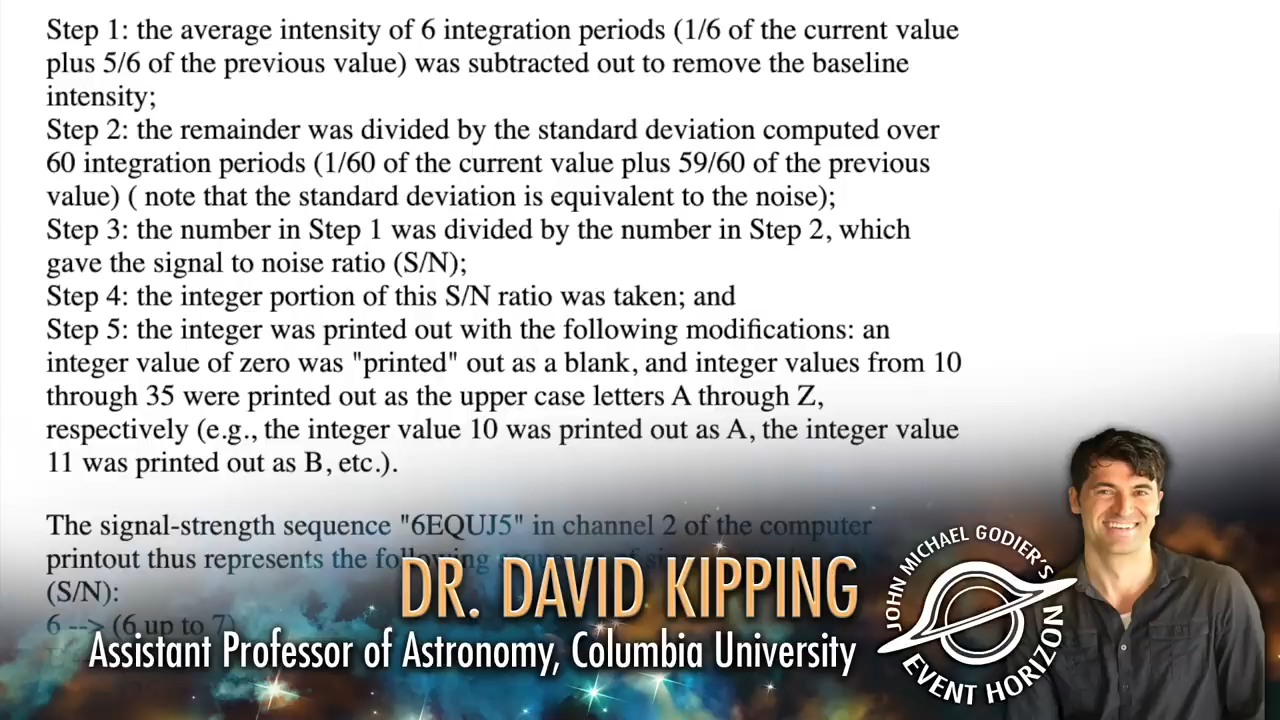 Step 1: the average intensity of 6 integration periods (1/6 of the current value
plus 5/6 of the previous value) was subtracted out to remove the baseline
intensity;
Step 2: the remainder was divided by the standard deviation computed over
60 integration periods (1/60 of the current value plus 59/60 of the previous
value) ( note that the standard deviation is equivalent to the noise);
Step 3: the number in Step 1 was divided by the number in Step 2, which
gave the signal to noise ratio (S/N);
Step 4: the integer portion of this S/N ratio was taken; and
Step 5: the integer was printed out with the following modifications: an
integer value of zero was "printed" out as a blank, and integer values from 10
through 35 were printed out as the upper case letters A through Z,
respectively (e.g., the integer value 10 was printed out as A, the integer value
11 was printed out as B, etc.).
The signal-strength sequence "6EQUJ5" in channel 2 of the computer
printout thus represents the following
(S/N):
6 --> (6 up to 7)
DR. DAVID KIPPING
Assistant Professor of Astronomy, Columbia University
JOHN MICHAEL GODIER'S
EVENT HORIZON